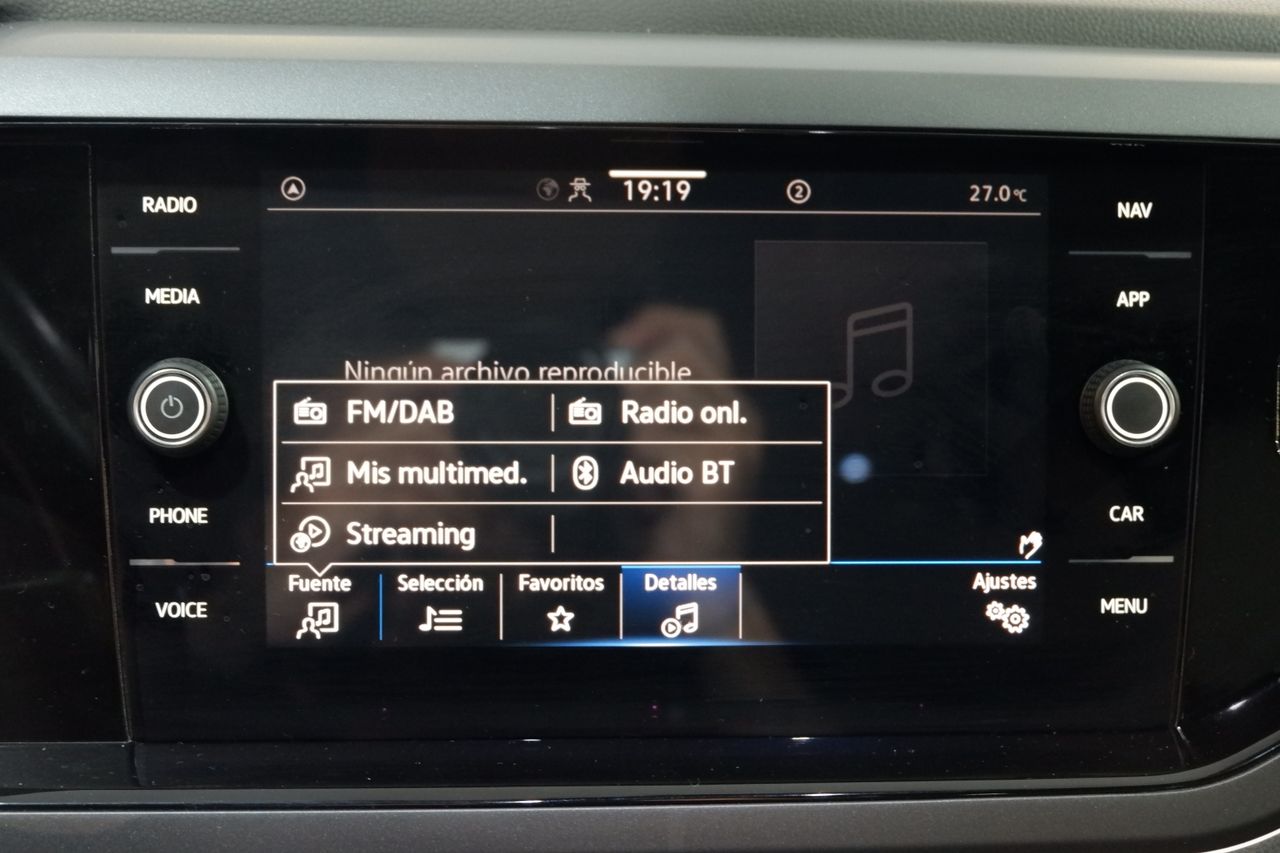 RADIO
MEDIA
PHONE
VOICE
19:19
2
27.0°C
Ningún archivo reproducible
FM/DAB
Radio onl.
Mis multimed.
Audio BT
Streaming
Fuente
Selección
Favoritos
Detalles
Ajustes
NAV
APP
CAR
MENU